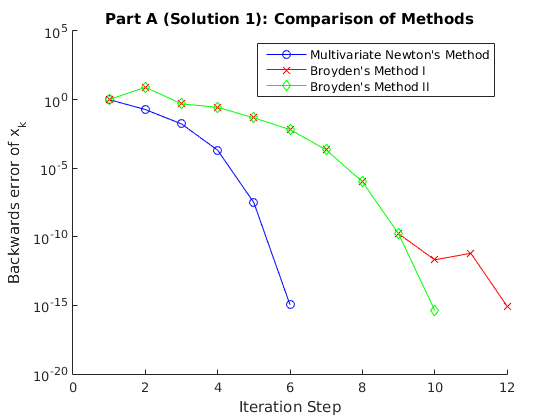 Part A (Solution 1): Comparison of Methods
Multivariate Newton's Method
Broyden's Method I
Broyden's Method II
10^5
10^0
10^-5
10^-10
10^-15
10^-20
Backwards error of x_k
0 2 4 6 8 10 12
Iteration Step